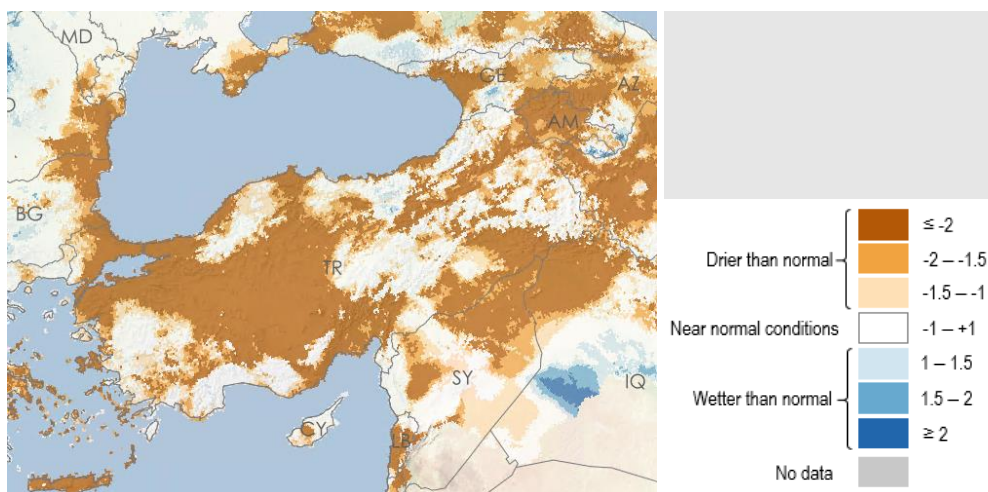 MD
GE
AZ
AM
BG
TR
SY
IQ
CY
LB
≤ -2
Drier than normal
-2 – -1.5
-1.5 – -1
Near normal conditions
-1 – +1
1 – 1.5
Wetter than normal
1.5 – 2
≥ 2
No data